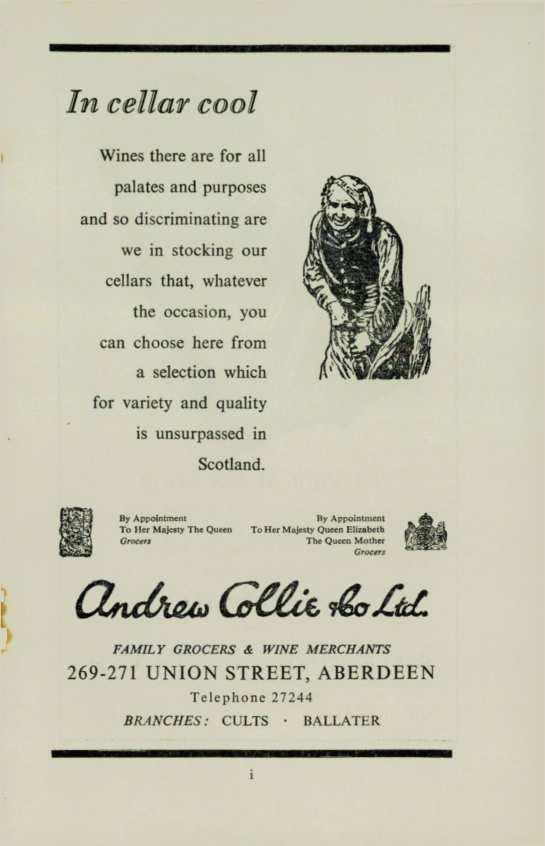 In cellar cool
Wines there are for all
palates and purposes
and so discriminating are
we in stocking our
cellars that, whatever
the occasion, you
can choose here from
a selection which
for variety and quality
is unsurpassed in
Scotland.
By Appointment
To Her Majesty The Queen
Grocers
By Appointment
To Her Majesty Queen Elizabeth
The Queen Mother
Grocers
Andrew Collie & Co Ltd.
FAMILY GROCERS & WINE MERCHANTS
269-271 UNION STREET, ABERDEEN
Telephone 27244
BRANCHES: CULTS · BALLATER
i